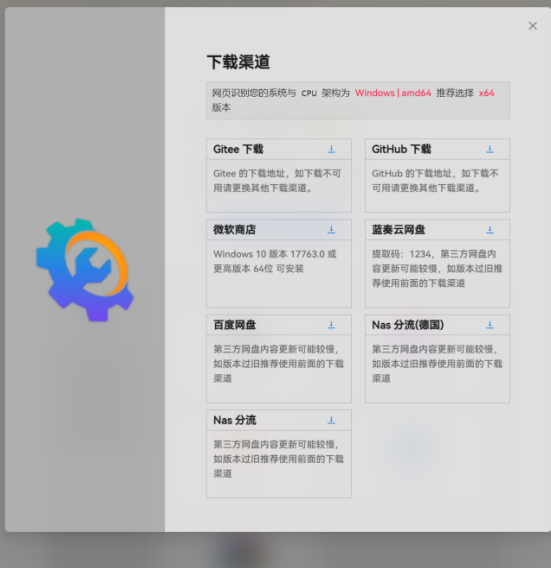 下载渠道
网页识别您的系统与 CPU 架构为 Windows | amd64 推荐选择 x64
版本
Gitee 下载
Gitee 的下载地址，如下载不可
用请更换其他下载渠道。
GitHub 下载
GitHub 的下载地址，如下载不
可用请更换其他下载渠道。
微软商店
Windows 10 版本 17763.0 或
更高版本 64位 可安装
蓝奏云网盘
提取码：1234，第三方网盘内
容更新可能较慢，如版本过旧推
荐使用前面的下载渠道
百度网盘
第三方网盘内容更新可能较慢，
如版本过旧推荐使用前面的下载
渠道
Nas 分流(德国)
第三方网盘内容更新可能较慢，
如版本过旧推荐使用前面的下载
渠道
Nas 分流
第三方网盘内容更新可能较慢，
如版本过旧推荐使用前面的下载
渠道